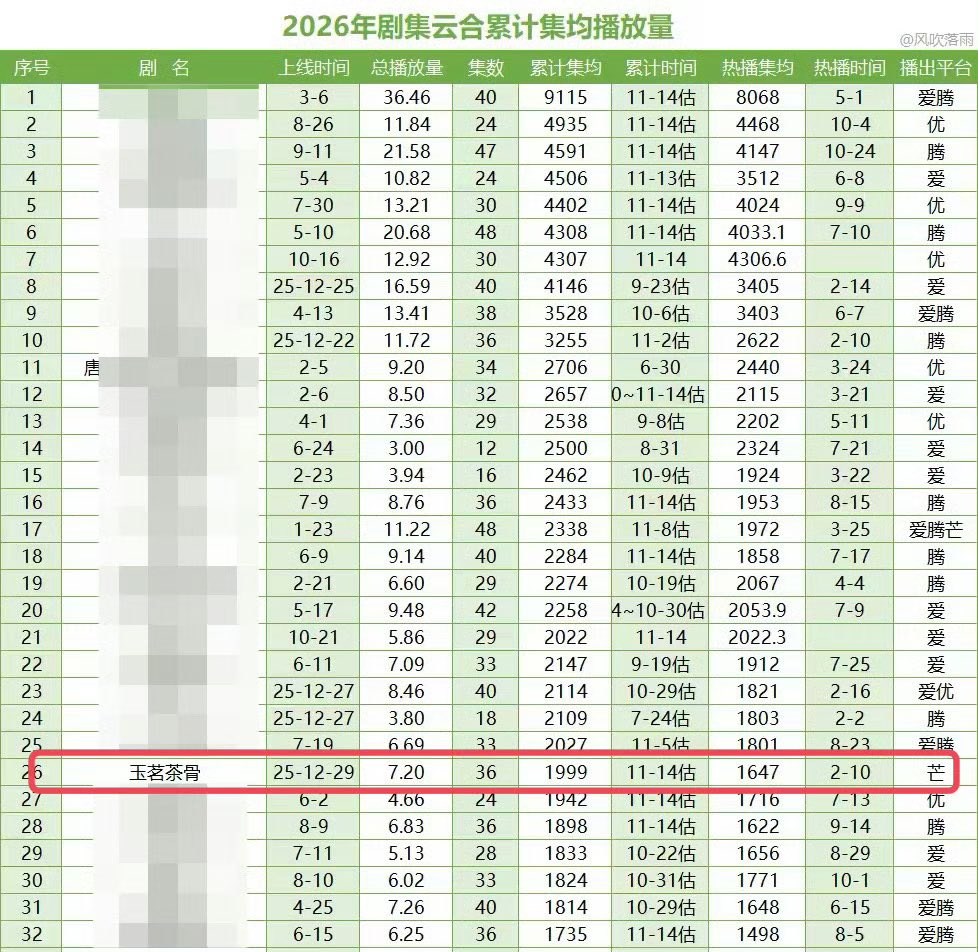 2026年剧集云合累计集均播放量
@风吹落雨
序号 剧 名 上线时间 总播放量 集数 累计集均 累计时间 热播集均 热播时间 播出平台
1 3-6 36.46 40 9115 11-14估 8068 5-1 爱腾
2 8-26 11.84 24 4935 11-14估 4468 10-4 优
3 9-11 21.58 47 4591 11-14估 4147 10-24 腾
4 5-4 10.82 24 4506 11-13估 3512 6-8 爱
5 7-30 13.21 30 4402 11-14估 4024 9-9 优
6 5-10 20.68 48 4308 11-14估 4033.1 7-10 腾
7 10-16 12.92 30 4307 11-14 4306.6 优
8 25-12-25 16.59 40 4146 9-23估 3405 2-14 爱
9 4-13 13.41 38 3528 10-6估 3403 6-7 爱腾
10 25-12-22 11.72 36 3255 11-2估 2622 2-10 腾
11 唐 2-5 9.20 34 2706 6-30 2440 3-24 优
12 2-6 8.50 32 2657 0~11-14估 2115 3-21 爱
13 4-1 7.36 29 2538 9-8估 2202 5-11 优
14 6-24 3.00 12 2500 8-31 2324 7-21 爱
15 2-23 3.94 16 2462 10-9估 1924 3-22 爱
16 7-9 8.76 36 2433 11-14估 1953 8-15 腾
17 1-23 11.22 48 2338 11-8估 1972 3-25 爱腾芒
18 6-9 9.14 40 2284 11-14估 1858 7-17 腾
19 2-21 6.60 29 2274 10-19估 2067 4-4 腾
20 5-17 9.48 42 2258 4~10-30估 2053.9 7-9 爱
21 10-21 5.86 29 2022 11-14 2022.3 爱
22 6-11 7.09 33 2147 9-19估 1912 7-25 爱
23 25-12-27 8.46 40 2114 10-29估 1821 2-16 爱优
24 25-12-27 3.80 18 2109 7-24估 1803 2-2 腾
25 7-19 6.69 33 2027 11-5估 1801 8-23 爱腾
26 玉茗茶骨 25-12-29 7.20 36 1999 11-14估 1647 2-10 芒
27 6-2 4.66 24 1942 11-14估 1716 7-13 优
28 8-9 6.83 36 1898 11-14估 1622 9-14 腾
29 7-11 5.13 28 1833 10-22估 1656 8-29 爱
30 8-10 6.02 33 1824 10-31估 1771 10-1 爱
31 4-25 7.26 40 1814 10-29估 1648 6-15 爱腾
32 6-15 6.25 36 1735 11-14估 1498 8-5 爱腾